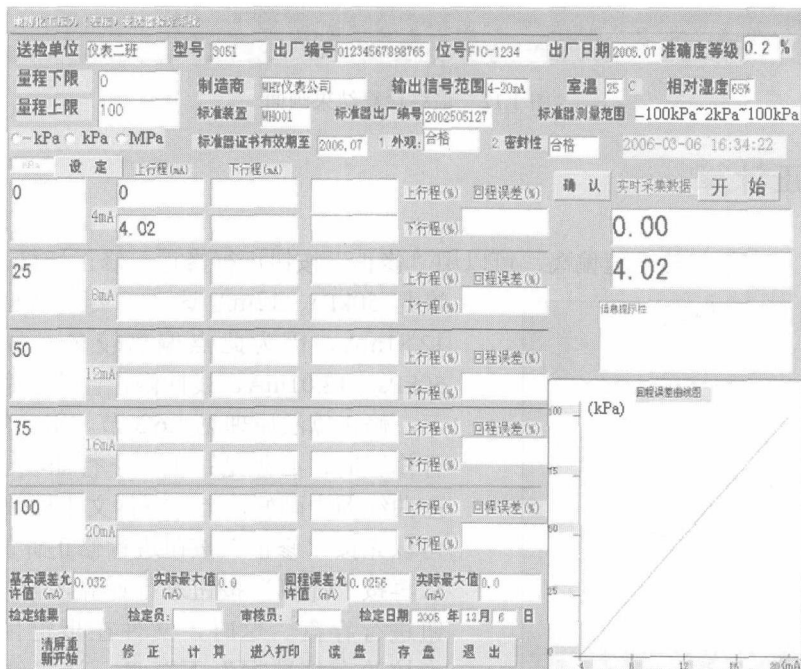 送检单位 仪表二班 型号 3051 出厂编号 01234567898765 位号 FIC-1234 出厂日期 2005.07 准确度等级 0.2 %
量程下限 0 制造商 WHY仪表公司 输出信号范围 4-20mA 室温 25 C 相对湿度 65%
量程上限 100 标准装置 WH001 标准器出厂编号 2002505127 标准器测量范围 -100kPa~2kPa~100kPa
-kPa kPa MPa 标准器证书有效期至 2006.07 1 外观: 合格 2 密封性 合格 2006-03-06 16:34:22
kPa 设 定 上行程(mA) 下行程(mA) 确 认 实时采集数据 开 始
0 4mA 0 上行程(%) 回程误差(%) 0.00
4.02 下行程(%) 4.02
25 8mA 上行程(%) 回程误差(%)
下行程(%) 信息提示栏
50 12mA 上行程(%) 回程误差(%)
下行程(%)
75 16mA 上行程(%) 回程误差(%)
下行程(%)
100 20mA 上行程(%) 回程误差(%)
下行程(%)
回程误差曲线图
(kPa)
100
75
50
25
0
4 8 12 16 20(mA)
基本误差允许值 (mA) 0.032 实际最大值 (mA) 0.0 回程误差允许值 (mA) 0.0256 实际最大值 (mA) 0.0
检定结果 检定员: 审核员: 检定日期 2005 年 12 月 6 日
清屏重新开始 修 正 计 算 进入打印 读 盘 存 盘 退 出